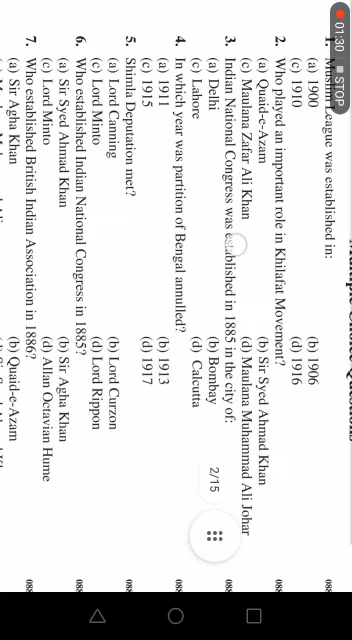 01:30
STOP
1. Muslim League was established in:
(a) 1900 (b) 1906
(c) 1910 (d) 1916
2. Who played an important role in Khilafat Movement?
(a) Quaid-e-Azam (b) Sir Syed Ahmad Khan
(c) Maulana Zafar Ali Khan (d) Maulana Muhammad Ali Johar
3. Indian National Congress was established in 1885 in the city of:
(a) Delhi (b) Bombay
(c) Lahore (d) Calcutta
4. In which year was partition of Bengal annulled?
(a) 1911 (b) 1913
(c) 1915 (d) 1917
5. Shimla Deputation met?
(a) Lord Canning (b) Lord Curzon
(c) Lord Minto (d) Lord Rippon
6. Who established Indian National Congress in 1885?
(a) Sir Syed Ahmad Khan (b) Sir Agha Khan
(c) Lord Minto (d) Allan Octavian Hume
7. Who established British Indian Association in 1886?
(a) Sir Agha Khan (b) Quaid-e-Azam
2/15